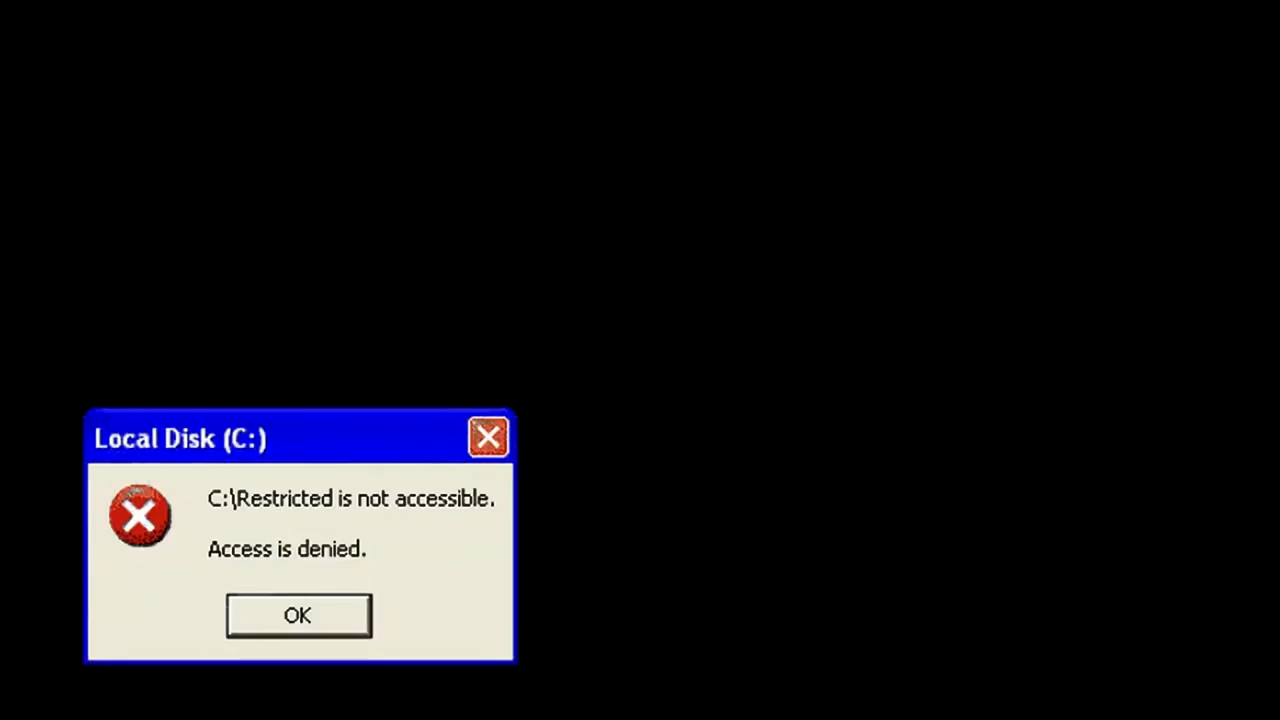 Local Disk (C:)
C:\Restricted is not accessible.
Access is denied.
OK